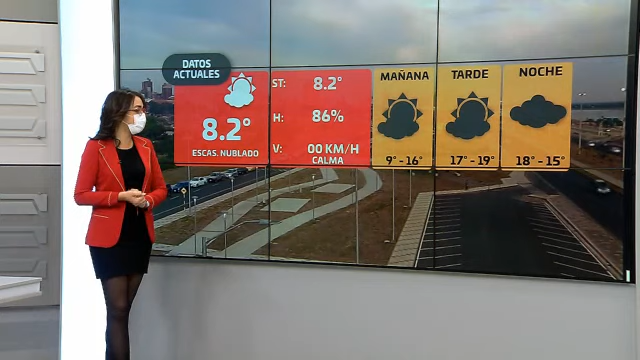 DATOS
ACTUALES
8.2°
ESCAS. NUBLADO
ST: 8.2°
H: 86%
V: 00 KM/H
CALMA
MAÑANA
9° - 16°
TARDE
17° - 19°
NOCHE
18° - 15°